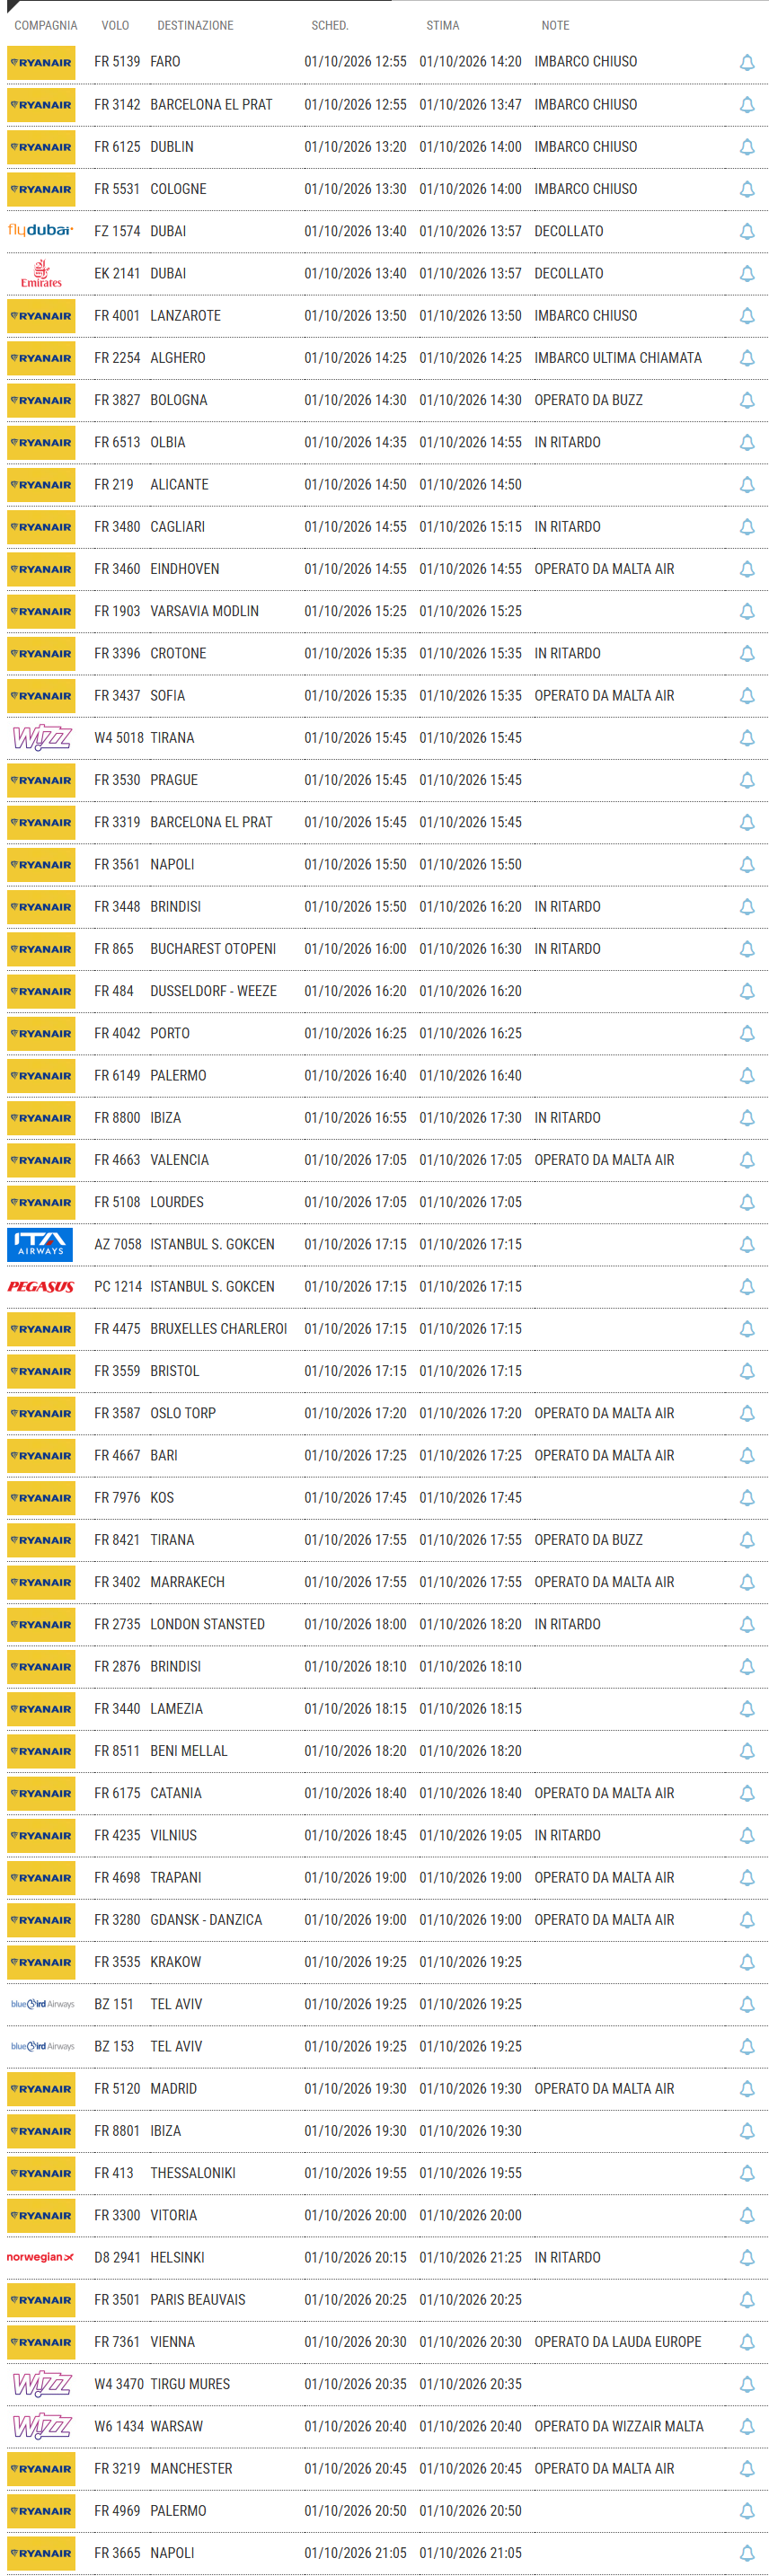 COMPAGNIA VOLO DESTINAZIONE SCHED. STIMA NOTE
RYANAIR FR 5139 FARO 01/10/2026 12:55 01/10/2026 14:20 IMBARCO CHIUSO
RYANAIR FR 3142 BARCELONA EL PRAT 01/10/2026 12:55 01/10/2026 13:47 IMBARCO CHIUSO
RYANAIR FR 6125 DUBLIN 01/10/2026 13:20 01/10/2026 14:00 IMBARCO CHIUSO
RYANAIR FR 5531 COLOGNE 01/10/2026 13:30 01/10/2026 14:00 IMBARCO CHIUSO
flydubai FZ 1574 DUBAI 01/10/2026 13:40 01/10/2026 13:57 DECOLLATO
Emirates EK 2141 DUBAI 01/10/2026 13:40 01/10/2026 13:57 DECOLLATO
RYANAIR FR 4001 LANZAROTE 01/10/2026 13:50 01/10/2026 13:50 IMBARCO CHIUSO
RYANAIR FR 2254 ALGHERO 01/10/2026 14:25 01/10/2026 14:25 IMBARCO ULTIMA CHIAMATA
RYANAIR FR 3827 BOLOGNA 01/10/2026 14:30 01/10/2026 14:30 OPERATO DA BUZZ
RYANAIR FR 6513 OLBIA 01/10/2026 14:35 01/10/2026 14:55 IN RITARDO
RYANAIR FR 219 ALICANTE 01/10/2026 14:50 01/10/2026 14:50
RYANAIR FR 3480 CAGLIARI 01/10/2026 14:55 01/10/2026 15:15 IN RITARDO
RYANAIR FR 3460 EINDHOVEN 01/10/2026 14:55 01/10/2026 14:55 OPERATO DA MALTA AIR
RYANAIR FR 1903 VARSAVIA MODLIN 01/10/2026 15:25 01/10/2026 15:25
RYANAIR FR 3396 CROTONE 01/10/2026 15:35 01/10/2026 15:35 IN RITARDO
RYANAIR FR 3437 SOFIA 01/10/2026 15:35 01/10/2026 15:35 OPERATO DA MALTA AIR
WIZZ W4 5018 TIRANA 01/10/2026 15:45 01/10/2026 15:45
RYANAIR FR 3530 PRAGUE 01/10/2026 15:45 01/10/2026 15:45
RYANAIR FR 3319 BARCELONA EL PRAT 01/10/2026 15:45 01/10/2026 15:45
RYANAIR FR 3561 NAPOLI 01/10/2026 15:50 01/10/2026 15:50
RYANAIR FR 3448 BRINDISI 01/10/2026 15:50 01/10/2026 16:20 IN RITARDO
RYANAIR FR 865 BUCHAREST OTOPENI 01/10/2026 16:00 01/10/2026 16:30 IN RITARDO
RYANAIR FR 484 DUSSELDORF - WEEZE 01/10/2026 16:20 01/10/2026 16:20
RYANAIR FR 4042 PORTO 01/10/2026 16:25 01/10/2026 16:25
RYANAIR FR 6149 PALERMO 01/10/2026 16:40 01/10/2026 16:40
RYANAIR FR 8800 IBIZA 01/10/2026 16:55 01/10/2026 17:30 IN RITARDO
RYANAIR FR 4663 VALENCIA 01/10/2026 17:05 01/10/2026 17:05 OPERATO DA MALTA AIR
RYANAIR FR 5108 LOURDES 01/10/2026 17:05 01/10/2026 17:05
ITA AIRWAYS AZ 7058 ISTANBUL S. GOKCEN 01/10/2026 17:15 01/10/2026 17:15
PEGASUS PC 1214 ISTANBUL S. GOKCEN 01/10/2026 17:15 01/10/2026 17:15
RYANAIR FR 4475 BRUXELLES CHARLEROI 01/10/2026 17:15 01/10/2026 17:15
RYANAIR FR 3559 BRISTOL 01/10/2026 17:15 01/10/2026 17:15
RYANAIR FR 3587 OSLO TORP 01/10/2026 17:20 01/10/2026 17:20 OPERATO DA MALTA AIR
RYANAIR FR 4667 BARI 01/10/2026 17:25 01/10/2026 17:25 OPERATO DA MALTA AIR
RYANAIR FR 7976 KOS 01/10/2026 17:45 01/10/2026 17:45
RYANAIR FR 8421 TIRANA 01/10/2026 17:55 01/10/2026 17:55 OPERATO DA BUZZ
RYANAIR FR 3402 MARRAKECH 01/10/2026 17:55 01/10/2026 17:55 OPERATO DA MALTA AIR
RYANAIR FR 2735 LONDON STANSTED 01/10/2026 18:00 01/10/2026 18:20 IN RITARDO
RYANAIR FR 2876 BRINDISI 01/10/2026 18:10 01/10/2026 18:10
RYANAIR FR 3440 LAMEZIA 01/10/2026 18:15 01/10/2026 18:15
RYANAIR FR 8511 BENI MELLAL 01/10/2026 18:20 01/10/2026 18:20
RYANAIR FR 6175 CATANIA 01/10/2026 18:40 01/10/2026 18:40 OPERATO DA MALTA AIR
RYANAIR FR 4235 VILNIUS 01/10/2026 18:45 01/10/2026 19:05 IN RITARDO
RYANAIR FR 4698 TRAPANI 01/10/2026 19:00 01/10/2026 19:00 OPERATO DA MALTA AIR
RYANAIR FR 3280 GDANSK - DANZICA 01/10/2026 19:00 01/10/2026 19:00 OPERATO DA MALTA AIR
RYANAIR FR 3535 KRAKOW 01/10/2026 19:25 01/10/2026 19:25
blueBird Airways BZ 151 TEL AVIV 01/10/2026 19:25 01/10/2026 19:25
blueBird Airways BZ 153 TEL AVIV 01/10/2026 19:25 01/10/2026 19:25
RYANAIR FR 5120 MADRID 01/10/2026 19:30 01/10/2026 19:30 OPERATO DA MALTA AIR
RYANAIR FR 8801 IBIZA 01/10/2026 19:30 01/10/2026 19:30
RYANAIR FR 413 THESSALONIKI 01/10/2026 19:55 01/10/2026 19:55
RYANAIR FR 3300 VITORIA 01/10/2026 20:00 01/10/2026 20:00
norwegian D8 2941 HELSINKI 01/10/2026 20:15 01/10/2026 21:25 IN RITARDO
RYANAIR FR 3501 PARIS BEAUVAIS 01/10/2026 20:25 01/10/2026 20:25
RYANAIR FR 7361 VIENNA 01/10/2026 20:30 01/10/2026 20:30 OPERATO DA LAUDA EUROPE
WIZZ W4 3470 TIRGU MURES 01/10/2026 20:35 01/10/2026 20:35
WIZZ W6 1434 WARSAW 01/10/2026 20:40 01/10/2026 20:40 OPERATO DA WIZZAIR MALTA
RYANAIR FR 3219 MANCHESTER 01/10/2026 20:45 01/10/2026 20:45 OPERATO DA MALTA AIR
RYANAIR FR 4969 PALERMO 01/10/2026 20:50 01/10/2026 20:50
RYANAIR FR 3665 NAPOLI 01/10/2026 21:05 01/10/2026 21:05